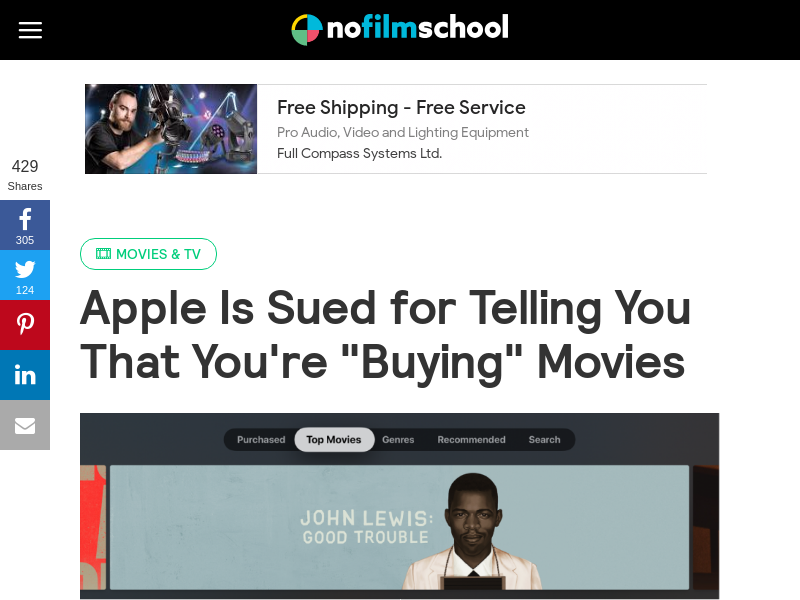 nofilmschool
Free Shipping - Free Service
Pro Audio, Video and Lighting Equipment
Full Compass Systems Ltd.
429
Shares
305
124
MOVIES & TV
Apple Is Sued for Telling You
That You're "Buying" Movies
Purchased Top Movies Genres Recommended Search
JOHN LEWIS:
GOOD TROUBLE